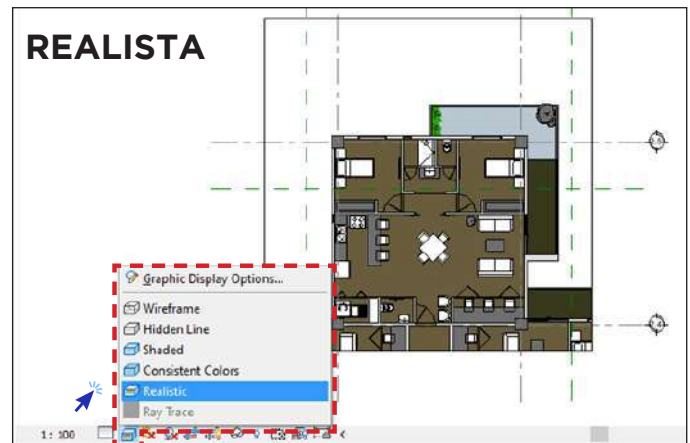 REALISTA
Graphic Display Options...
Wireframe
Hidden Line
Shaded
Consistent Colors
Realistic
Ray Trace
1 : 100